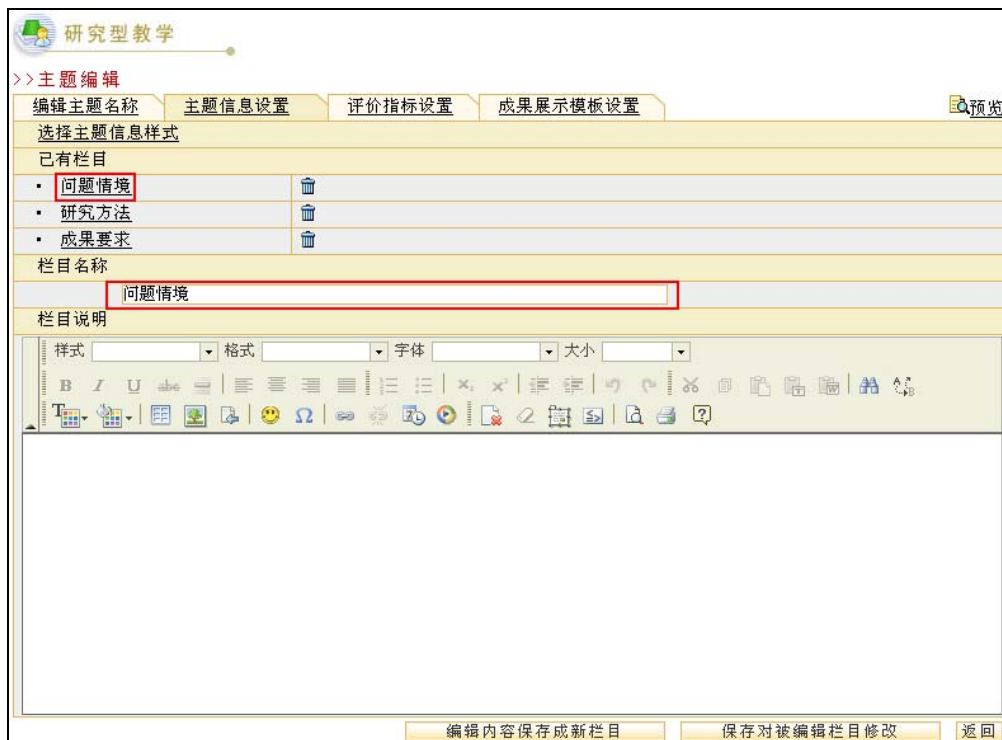 研究型教学
>>主题编辑
编辑主题名称 主题信息设置 评价指标设置 成果展示模板设置 预览
选择主题信息样式
已有栏目
▪ 问题情境
▪ 研究方法
▪ 成果要求
栏目名称
问题情境
栏目说明
样式 格式 字体 大小
编辑内容保存成新栏目 保存对被编辑栏目修改 返回